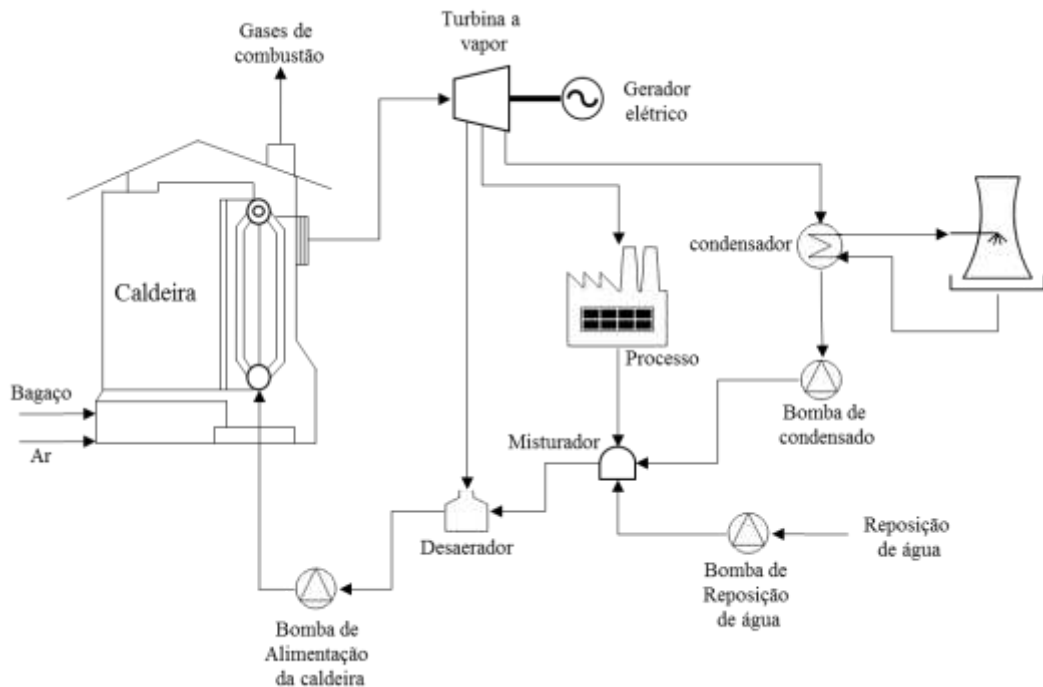 Turbina a
vapor
Gases de
combustão
Gerador
elétrico
condensador
Caldeira
Processo
Bagaço
Ar
Bomba de
condensado
Misturador
Desaerador
Reposição
de água
Bomba de
Reposição
de água
Bomba de
Alimentação
da caldeira